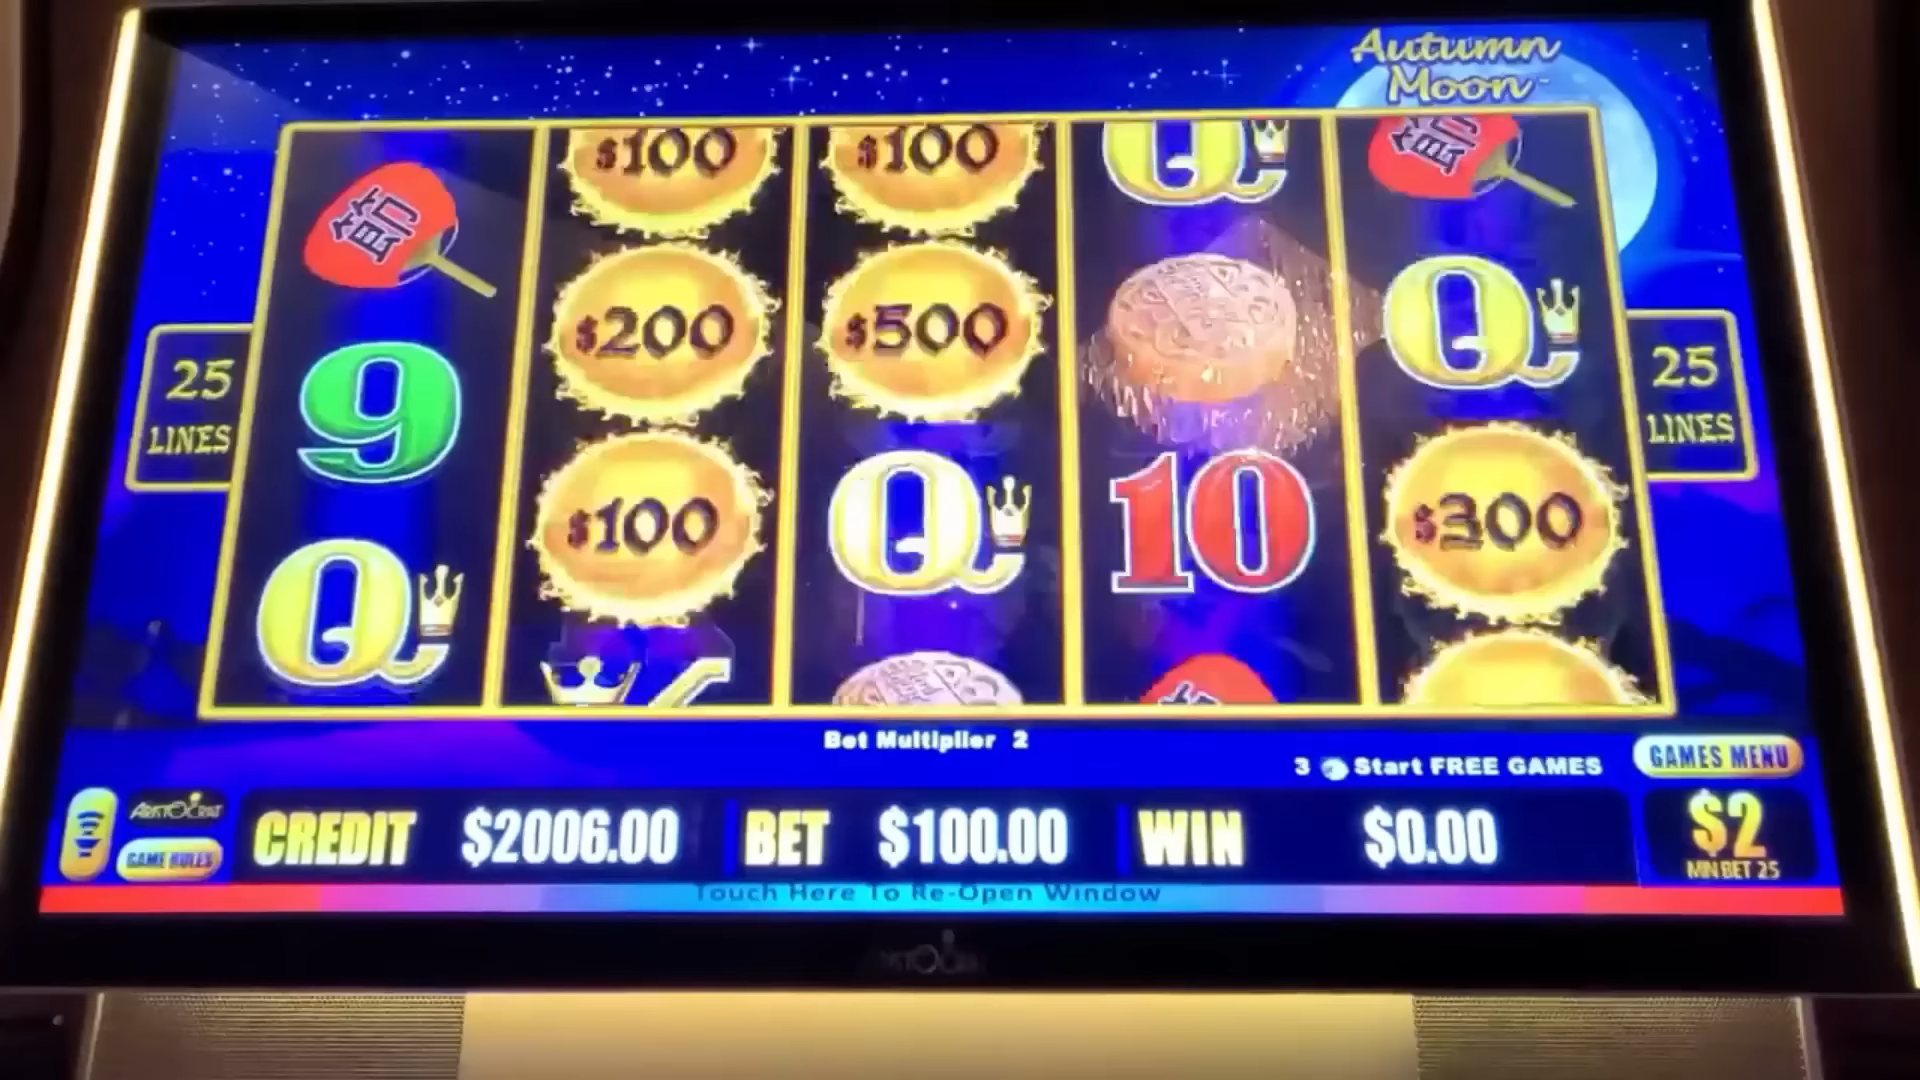 Autumn
Moon
$100 $100 Q
9 $200 $500 Q
25 LINES
25 LINES
Q $100 Q 10 $300
Bet Multiplier 2
3 Start FREE GAMES
GAMES MENU
ARISTOCRAT
GAME RULES
CREDIT $2006.00 BET $100.00 WIN $0.00
$2
MIN BET 25
Touch Here To Re-Open Window